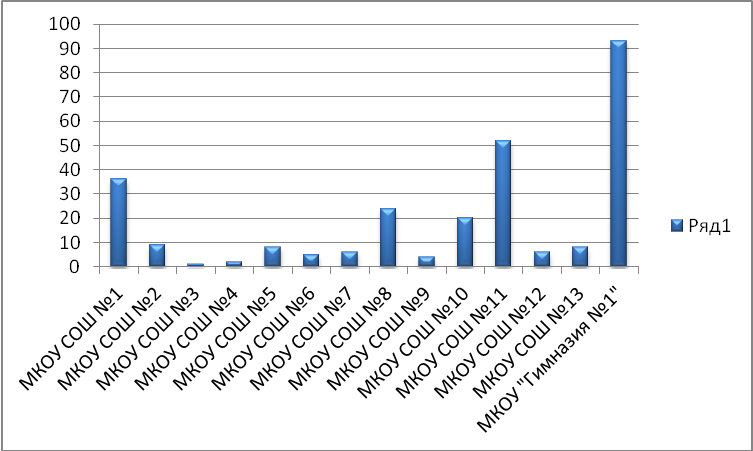 100
90
80
70
60
50
40
30
20
10
0
МКОУ СОШ №1
МКОУ СОШ №2
МКОУ СОШ №3
МКОУ СОШ №4
МКОУ СОШ №5
МКОУ СОШ №6
МКОУ СОШ №7
МКОУ СОШ №8
МКОУ СОШ №9
МКОУ СОШ №10
МКОУ СОШ №11
МКОУ СОШ №12
МКОУ СОШ №13
МКОУ "Гимназия №1"
Ряд1